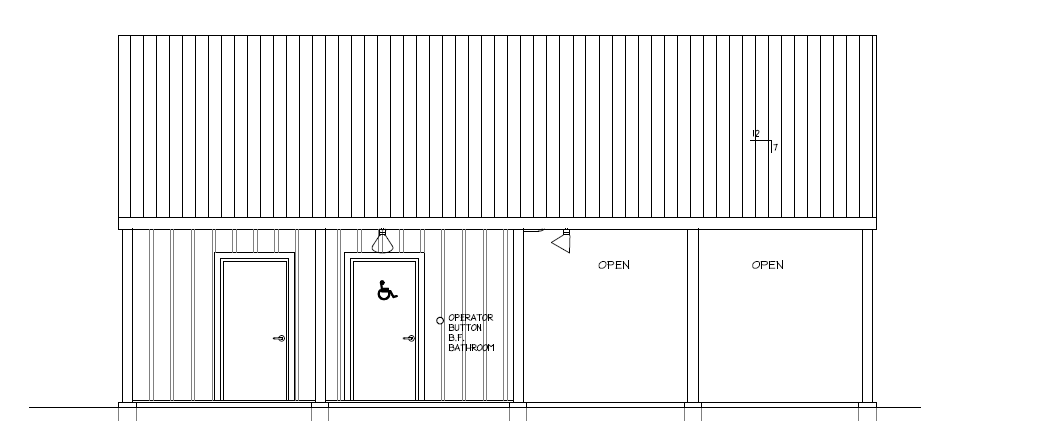 12
7
OPEN
OPEN
OPERATOR
BUTTON
B.F.
BATHROOM